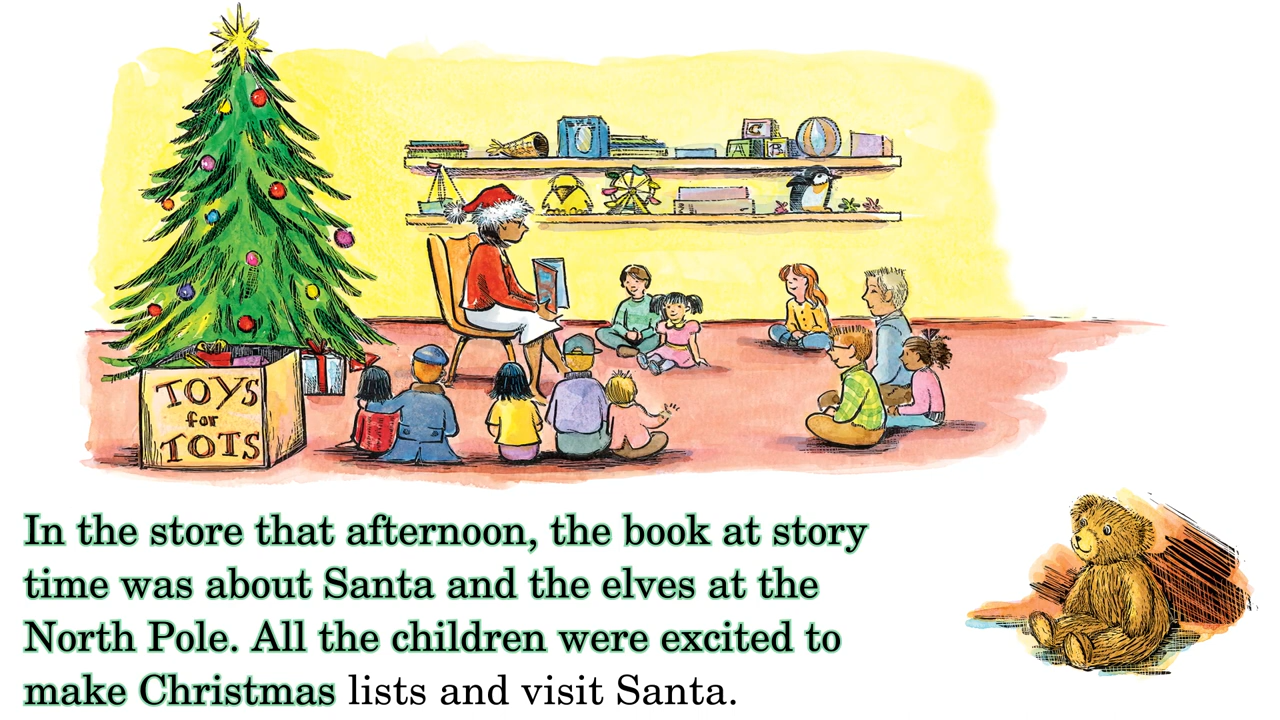 C
A B
TOYS
for
TOTS
In the store that afternoon, the book at story
time was about Santa and the elves at the
North Pole. All the children were excited to
make Christmas lists and visit Santa.